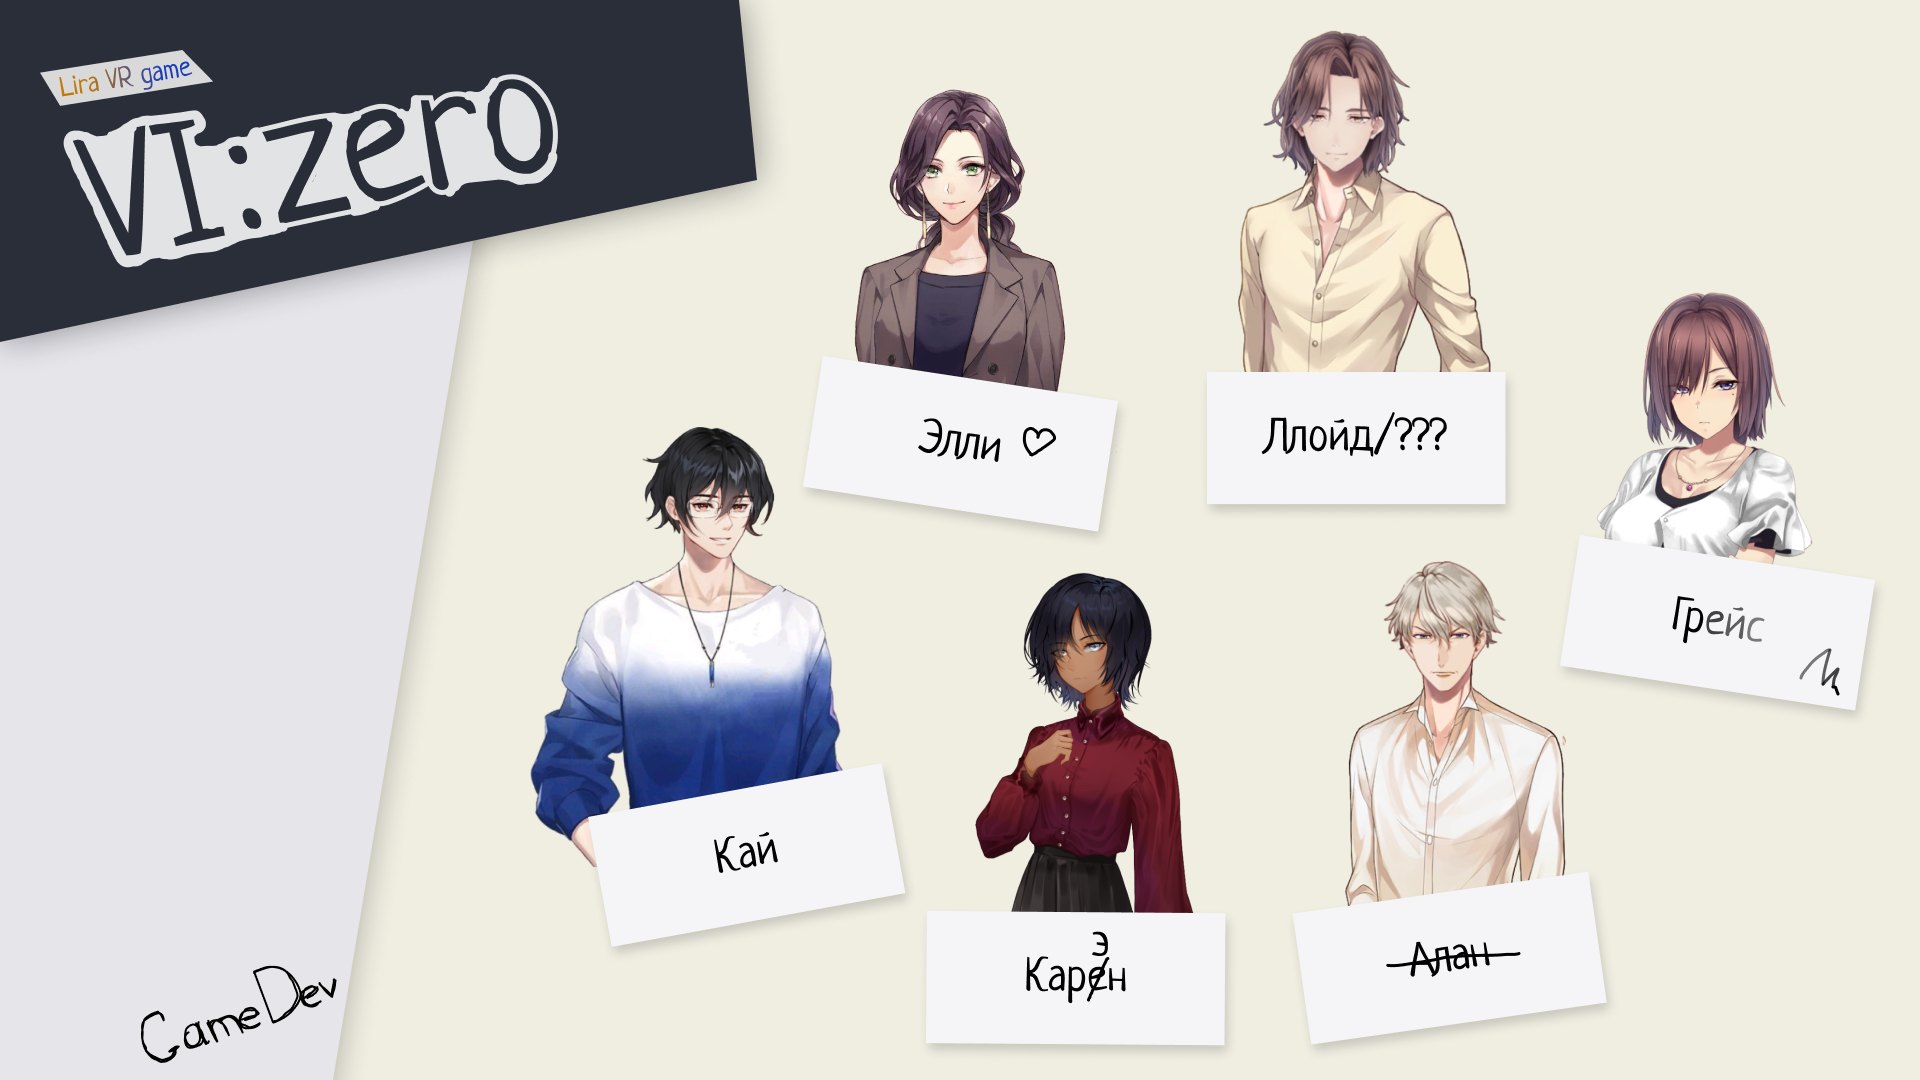 Lira VR game
VI:zero
Элли ♡
Ллойд/???
Грейс
Кай
Карэн
Алан
GameDev